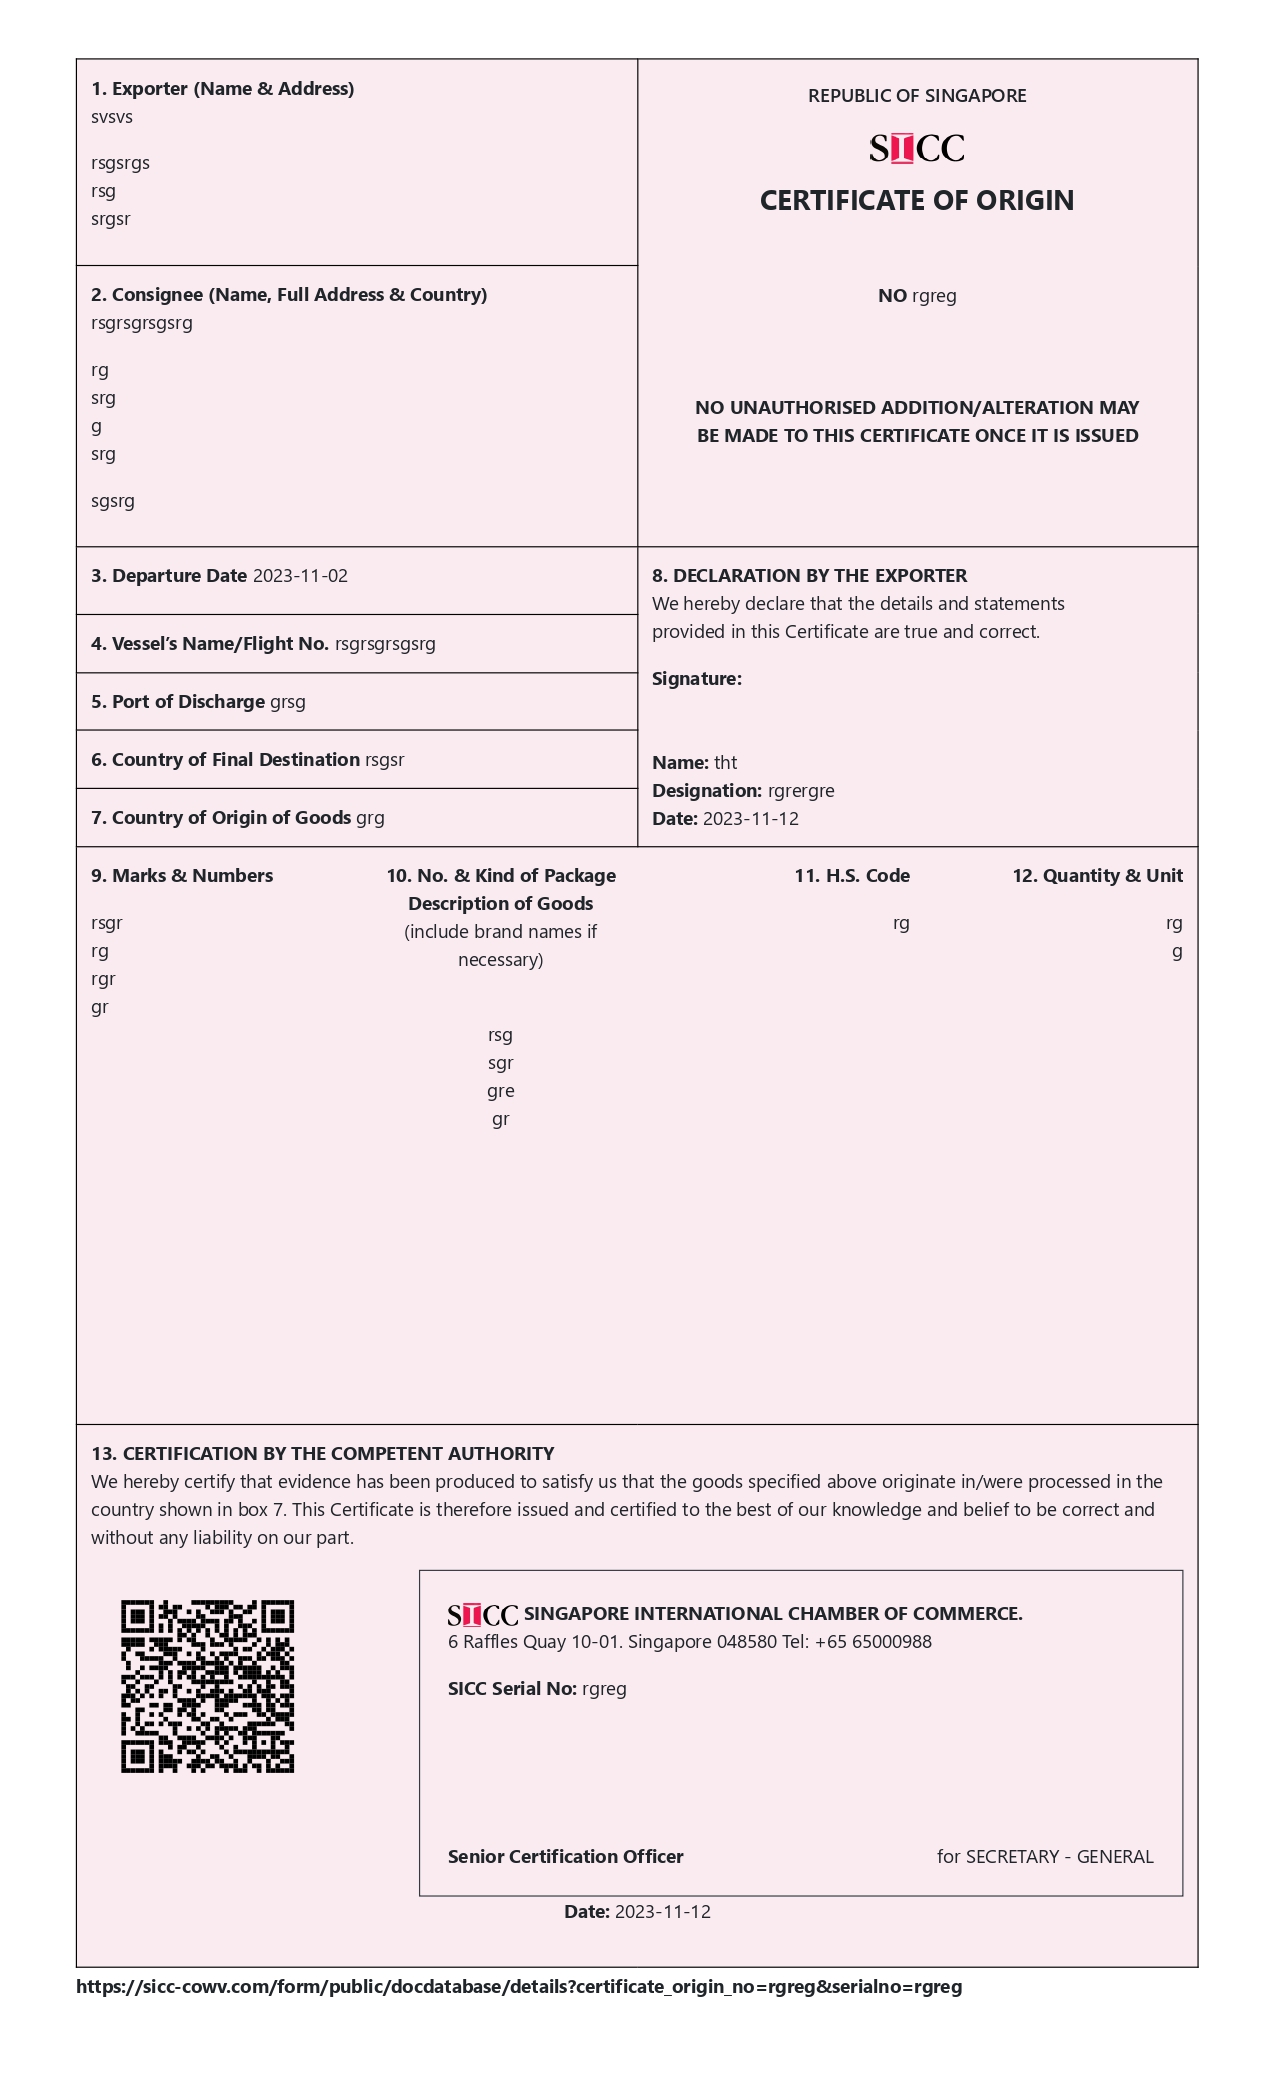 1. Exporter (Name & Address)
svsvs
rsgsrgs
rsg
srgsr
REPUBLIC OF SINGAPORE
SICC
CERTIFICATE OF ORIGIN
NO rgreg
NO UNAUTHORISED ADDITION/ALTERATION MAY
BE MADE TO THIS CERTIFICATE ONCE IT IS ISSUED
2. Consignee (Name, Full Address & Country)
rsgrsgrsgsrg
rg
srg
g
srg
sgsrg
3. Departure Date 2023-11-02
4. Vessel's Name/Flight No. rsgrsgrsgsrg
5. Port of Discharge grsg
6. Country of Final Destination rsgsr
7. Country of Origin of Goods grg
8. DECLARATION BY THE EXPORTER
We hereby declare that the details and statements
provided in this Certificate are true and correct.
Signature:
Name: tht
Designation: rgrergre
Date: 2023-11-12
9. Marks & Numbers
rsgr
rg
rgr
gr
10. No. & Kind of Package
Description of Goods
(include brand names if
necessary)
rsg
sgr
gre
gr
11. H.S. Code
rg
12. Quantity & Unit
rg
g
13. CERTIFICATION BY THE COMPETENT AUTHORITY
We hereby certify that evidence has been produced to satisfy us that the goods specified above originate in/were processed in the
country shown in box 7. This Certificate is therefore issued and certified to the best of our knowledge and belief to be correct and
without any liability on our part.
SICC SINGAPORE INTERNATIONAL CHAMBER OF COMMERCE.
6 Raffles Quay 10-01. Singapore 048580 Tel: +65 65000988
SICC Serial No: rgreg
Senior Certification Officer for SECRETARY - GENERAL
Date: 2023-11-12
https://sicc-cowv.com/form/public/docdatabase/details?certificate_origin_no=rgreg&serialno=rgreg